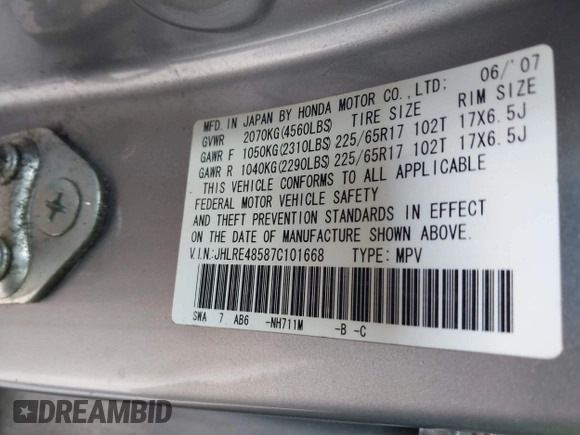 MFD. IN JAPAN BY HONDA MOTOR CO., LTD; 06/'07
GVWR 2070KG(4560LBS) TIRE SIZE RIM SIZE
GAWR F 1050KG(2310LBS) 225/65R17 102T 17X6.5J
GAWR R 1040KG(2290LBS) 225/65R17 102T 17X6.5J
THIS VEHICLE CONFORMS TO ALL APPLICABLE
FEDERAL MOTOR VEHICLE SAFETY
AND THEFT PREVENTION STANDARDS IN EFFECT
ON THE DATE OF MANUFACTURE SHOWN ABOVE.
V.I.N.:JHLRE48587C101668 TYPE: MPV
SWA 7 AB6 -NH711M -B -C
DREAMBID